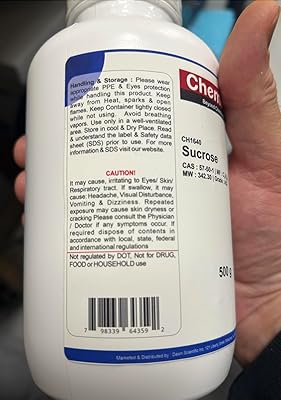 Handling & Storage : Please wear
appropriate PPE & Eyes protection
while handling this product. Keep
away from Heat, sparks & open
flames. Keep Container tightly closed
while not using. Avoid breathing
vapors. Use only in a well-ventilated
area. Store in cool & Dry Place. Read
& understand the label & Safety data
sheet (SDS) prior to use. For more
information & SDS visit our website.
CAUTION!
It may cause, irritating to Eyes/ Skin/
Respiratory tract. If swallow, it may
cause: Headache, Visual Disturbance,
Vomiting & Dizziness. Repeated
exposure may cause skin dryness or
cracking Please consult the Physician
/ Doctor if any symptoms occur. If
required dispose of contents in
accordance with local, state, federal
and international regulations
Not regulated by DOT, Not for DRUG,
FOOD or HOUSEHOLD use
7 98339 64359 2
Marketed & Distributed by : Dawn Scientific Inc.
Chem
CH1640
Sucrose
CAS : 57-50-1
MW : 342.30
500 g